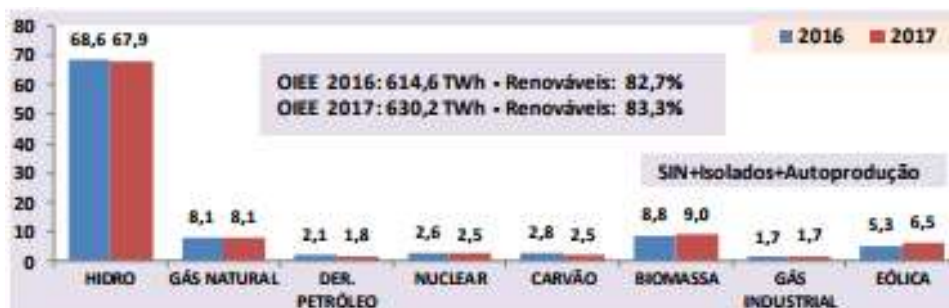 80
70
60
50
40
30
20
10
0
68,6 67,9
8,1 8,1
2,1 1,8
2,6 2,5
2,8 2,5
8,8 9,0
1,7 1,7
5,3 6,5
2016 2017
OIEE 2016: 614,6 TWh - Renováveis: 82,7%
OIEE 2017: 630,2 TWh - Renováveis: 83,3%
SIN+Isolados+Autoprodução
HIDRO
GÁS NATURAL
DER.
PETRÓLEO
NUCLEAR
CARVÃO
BIOMASSA
GÁS
INDUSTRIAL
EÓLICA